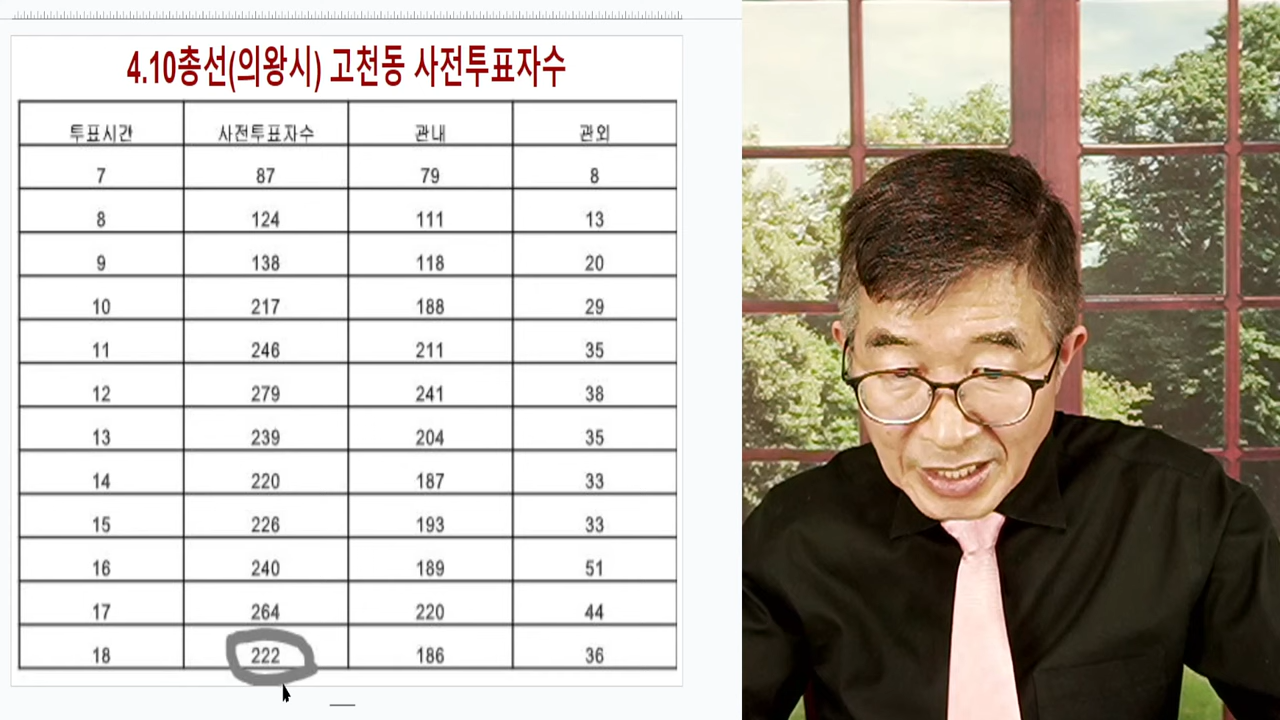 4.10총선(의왕시) 고천동 사전투표자수
투표시간 사전투표자수 관내 관외
7 87 79 8
8 124 111 13
9 138 118 20
10 217 188 29
11 246 211 35
12 279 241 38
13 239 204 35
14 220 187 33
15 226 193 33
16 240 189 51
17 264 220 44
18 222 186 36